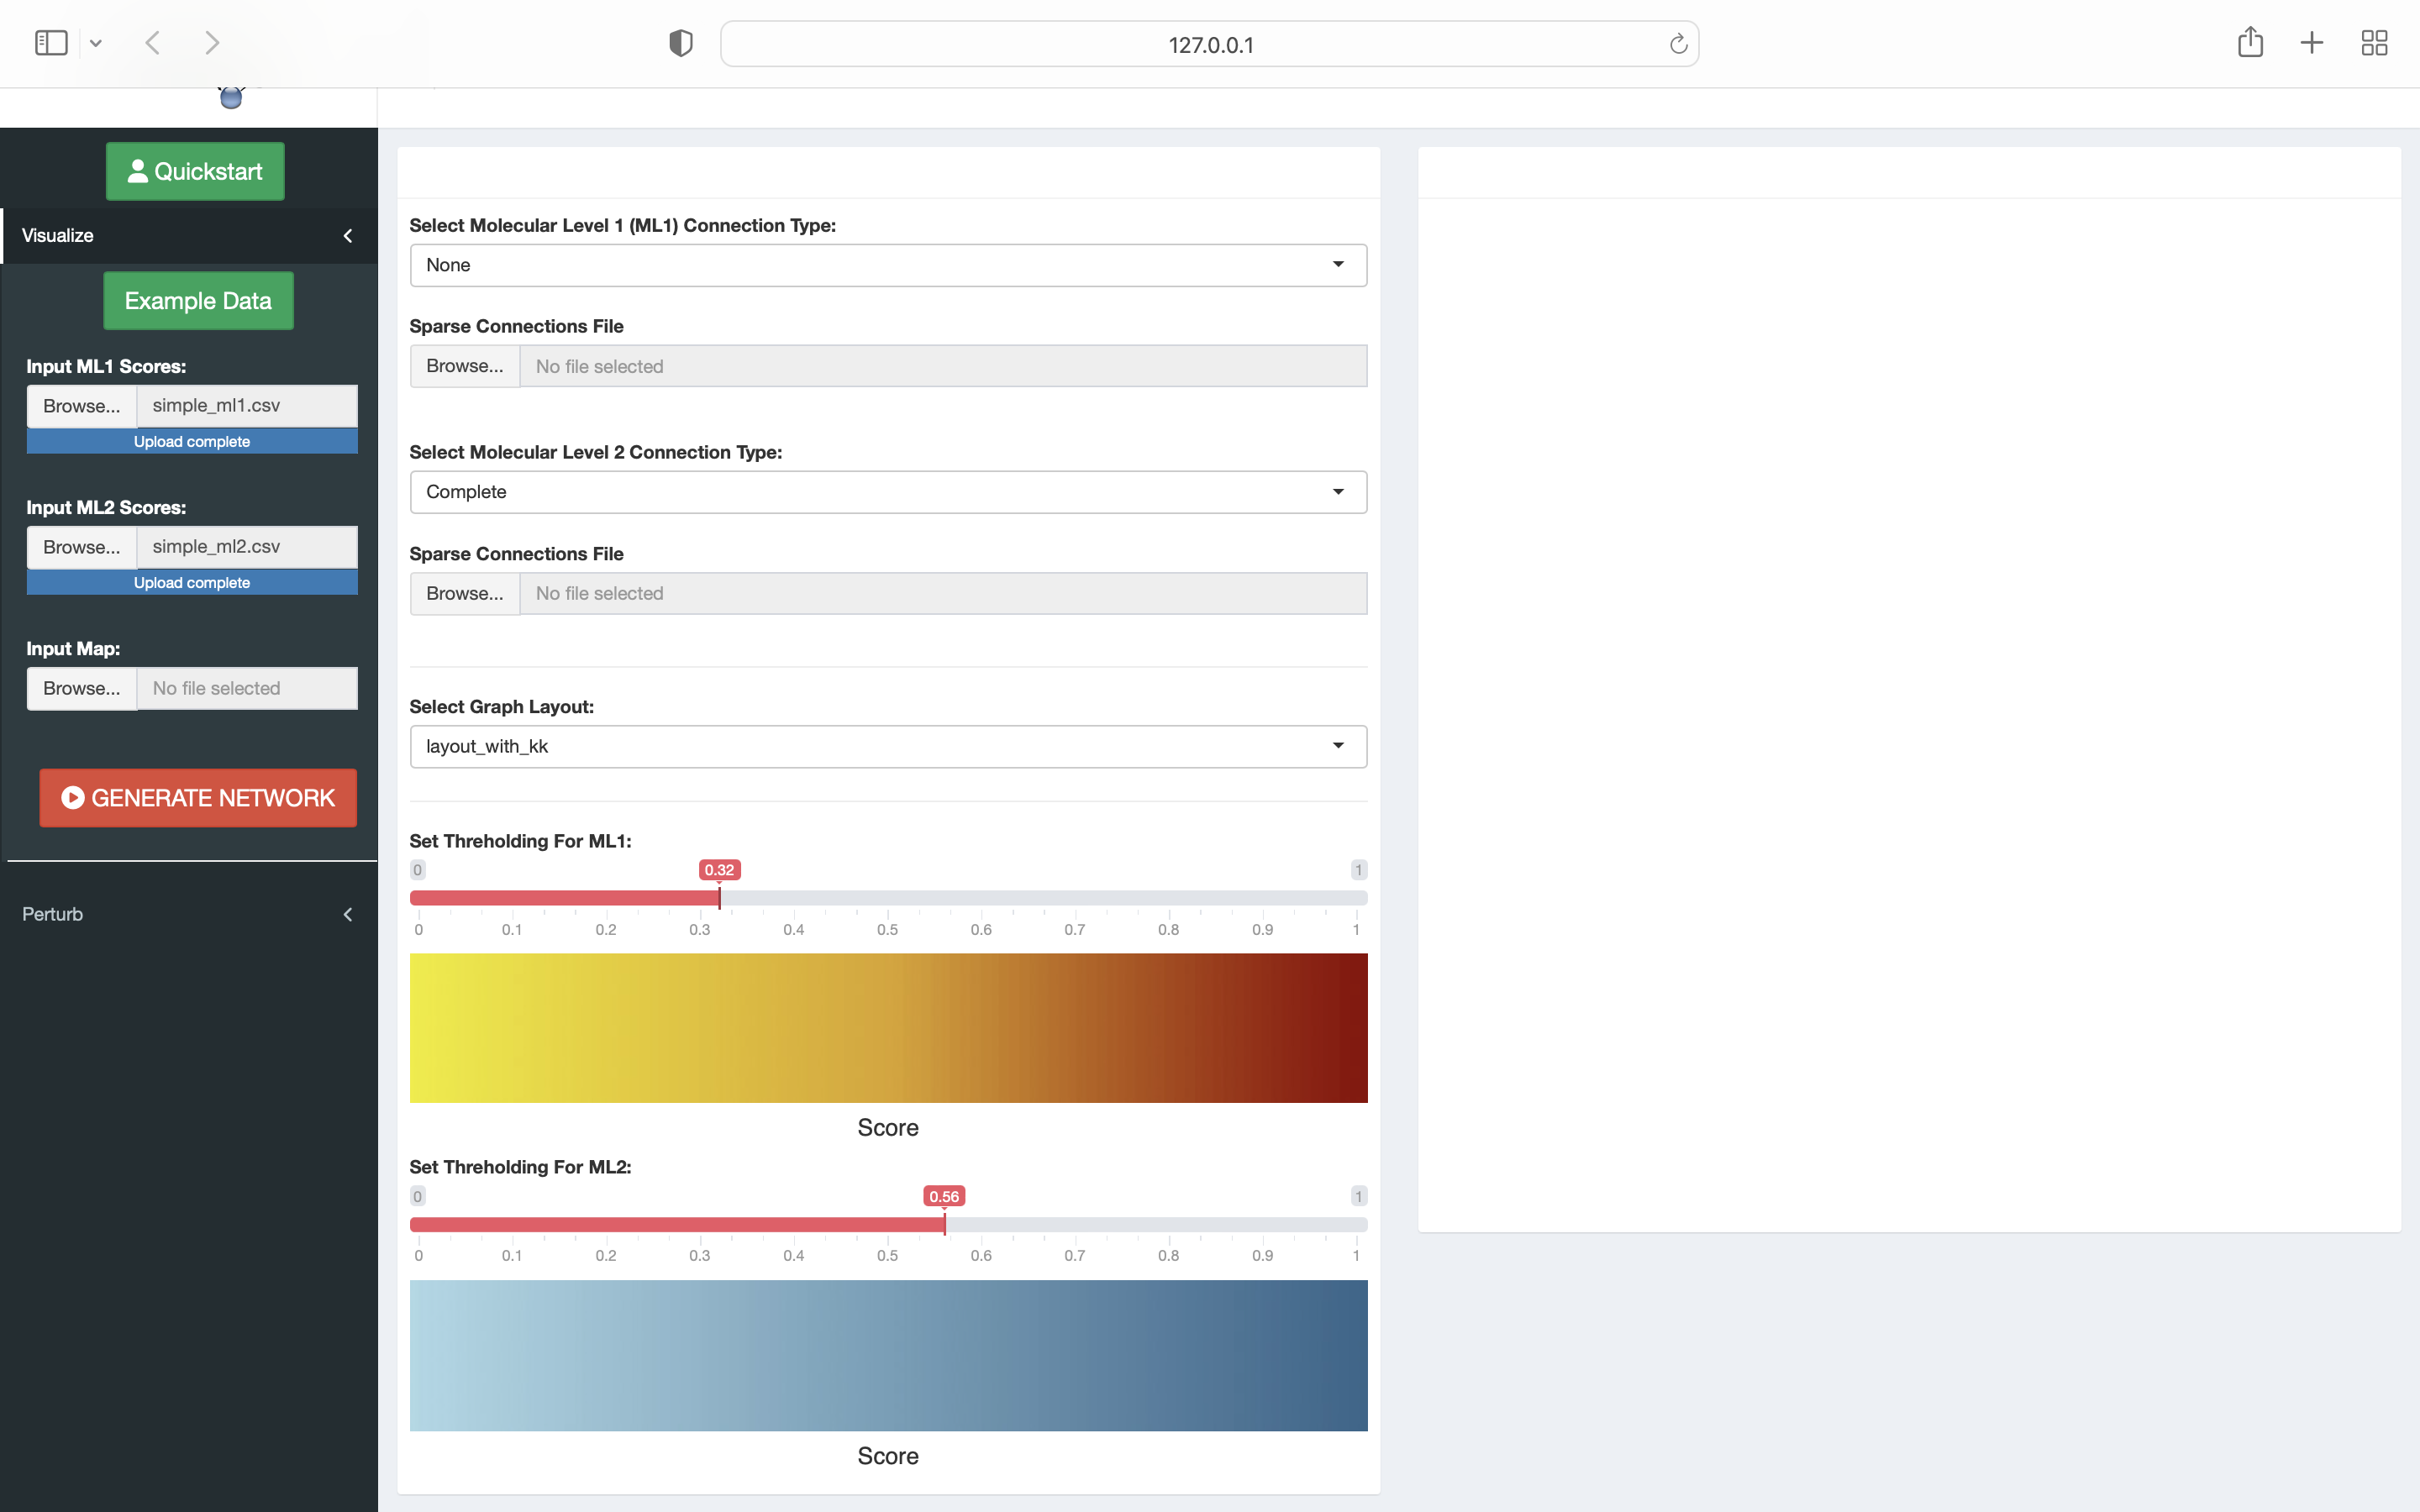 127.0.0.1
Quickstart
Visualize
Example Data
Input ML1 Scores:
Browse... simple_ml1.csv
Upload complete
Input ML2 Scores:
Browse... simple_ml2.csv
Upload complete
Input Map:
Browse... No file selected
GENERATE NETWORK
Perturb
Select Molecular Level 1 (ML1) Connection Type:
None
Sparse Connections File
Browse... No file selected
Select Molecular Level 2 Connection Type:
Complete
Sparse Connections File
Browse... No file selected
Select Graph Layout:
layout_with_kk
Set Threholding For ML1:
0 0.32 1
0 0.1 0.2 0.3 0.4 0.5 0.6 0.7 0.8 0.9 1
Score
Set Threholding For ML2:
0 0.56 1
0 0.1 0.2 0.3 0.4 0.5 0.6 0.7 0.8 0.9 1
Score